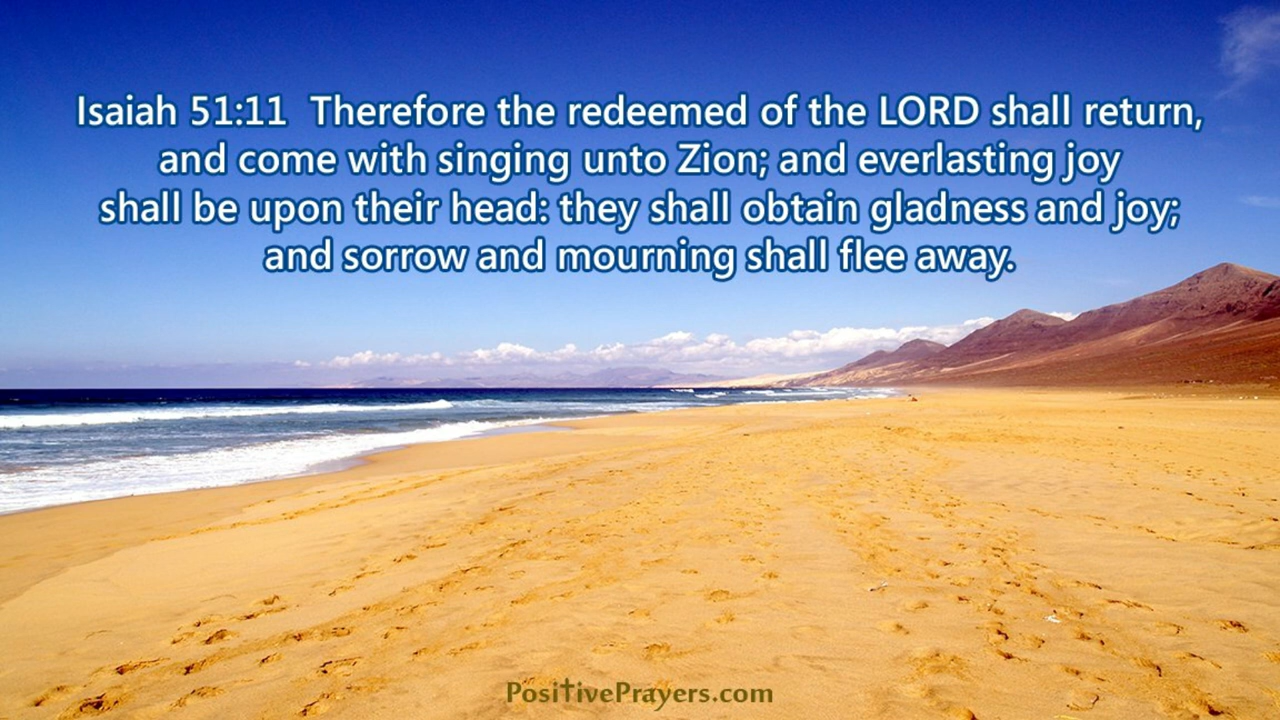 Isaiah 51:11  Therefore the redeemed of the LORD shall return,
and come with singing unto Zion; and everlasting joy
shall be upon their head: they shall obtain gladness and joy;
and sorrow and mourning shall flee away.
PositivePrayers.com